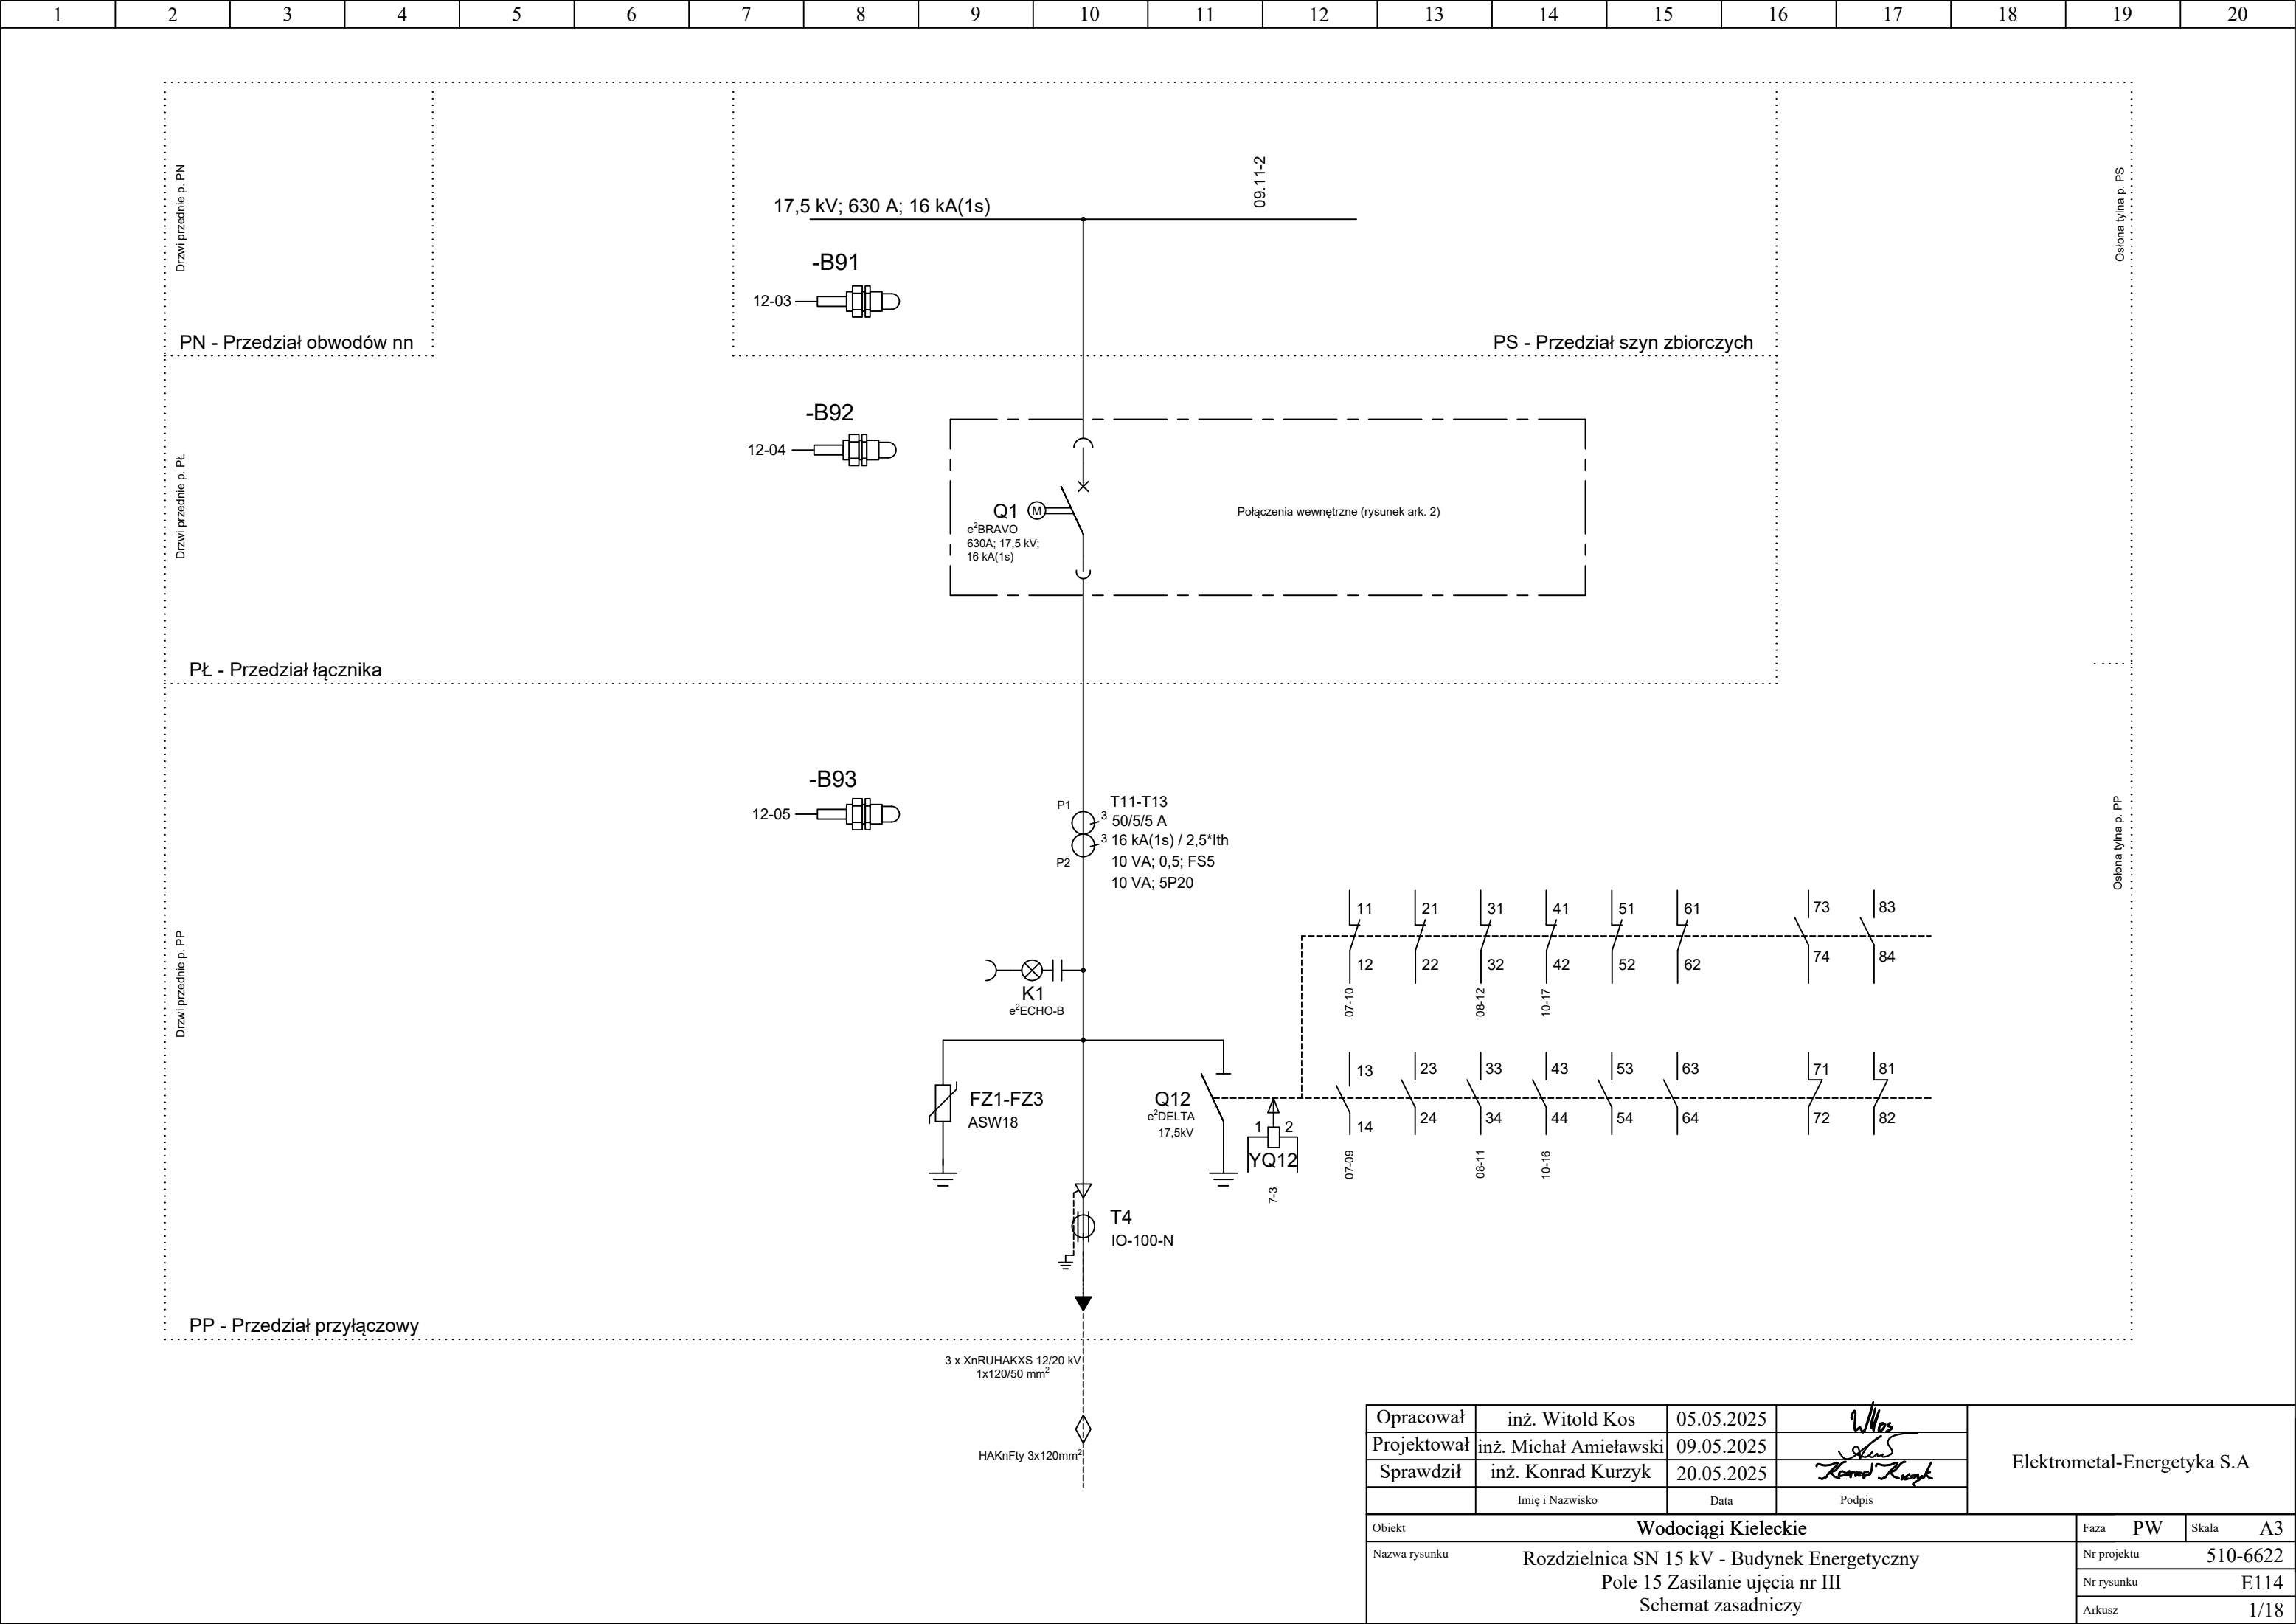 1 2 3 4 5 6 7 8 9 10 11 12 13 14 15 16 17 18 19 20
Drzwi przednie p. PN
PN - Przedział obwodów nn
17,5 kV; 630 A; 16 kA(1s)
09.11-2
-B91
12-03
PS - Przedział szyn zbiorczych
Osłona tylna p. PS
Drzwi przednie p. PŁ
-B92
12-04
Q1
M
e²BRAVO
630A; 17,5 kV;
16 kA(1s)
Połączenia wewnętrzne (rysunek ark. 2)
PŁ - Przedział łącznika
-B93
12-05
P1
P2
3
3
T11-T13
50/5/5 A
16 kA(1s) / 2,5*Ith
10 VA; 0,5; FS5
10 VA; 5P20
Osłona tylna p. PP
Drzwi przednie p. PP
K1
e²ECHO-B
11 21 31 41 51 61 73 83
12 22 32 42 52 62 74 84
07-10 08-12 10-17
FZ1-FZ3
ASW18
Q12
e²DELTA
17,5kV
1 2
YQ12
7-3
13 23 33 43 53 63 71 81
14 24 34 44 54 64 72 82
07-09 08-11 10-16
T4
IO-100-N
PP - Przedział przyłączowy
3 x XnRUHAKXS 12/20 kV
1x120/50 mm²
HAKnFty 3x120mm²
Opracował inż. Witold Kos 05.05.2025 WKos
Projektował inż. Michał Amieławski 09.05.2025
Sprawdził inż. Konrad Kurzyk 20.05.2025 Konrad Kurzyk
Imię i Nazwisko Data Podpis
Elektrometal-Energetyka S.A
Obiekt Wodociągi Kieleckie
Faza PW Skala A3
Nazwa rysunku
Rozdzielnica SN 15 kV - Budynek Energetyczny
Pole 15 Zasilanie ujęcia nr III
Schemat zasadniczy
Nr projektu 510-6622
Nr rysunku E114
Arkusz 1/18